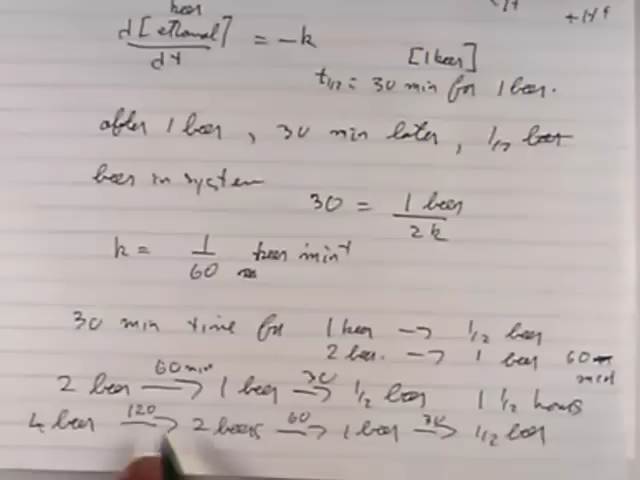 beer
d[ethanol]/dt = -k
[1 beer]
t1/2 = 30 min for 1 beer.
after 1 beer, 30 min later, 1/2 beer
beer in system
30 = 1 beer / 2k
k = 1/60 beer min-1
30 min time for 1 beer → 1/2 beer
2 beer. → 1 beer 60 min
2 beer 60 min → 1 beer 30 → 1/2 beer 1 1/2 hours
4 beer 120 → 2 beers 60 → 1 beer 30 → 1/2 beer